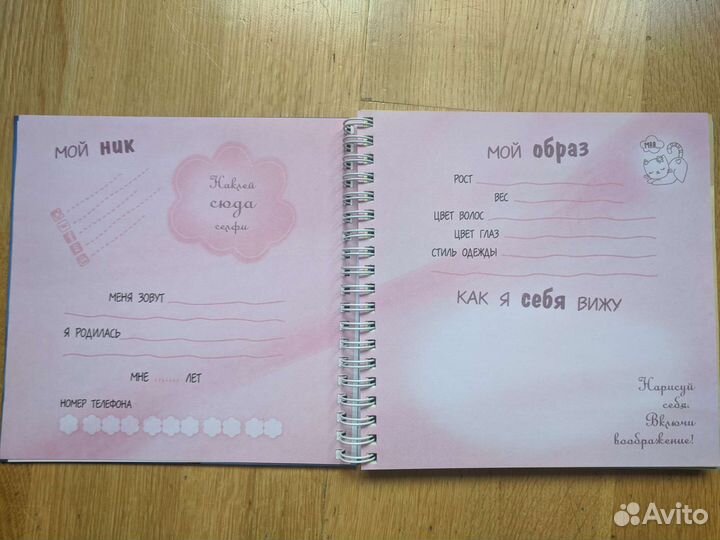 МОЙ НИК
Наклей
сюда
селфи
МЕНЯ ЗОВУТ
Я РОДИЛАСЬ
МНЕ ....... ЛЕТ
НОМЕР ТЕЛЕФОНА
МОЙ ОБРАЗ
МЯЯ
РОСТ
ВЕС
ЦВЕТ ВОЛОС
ЦВЕТ ГЛАЗ
СТИЛЬ ОДЕЖДЫ
КАК Я СЕБЯ ВИЖУ
Нарисуй
себя.
Включи
воображение!
Avito